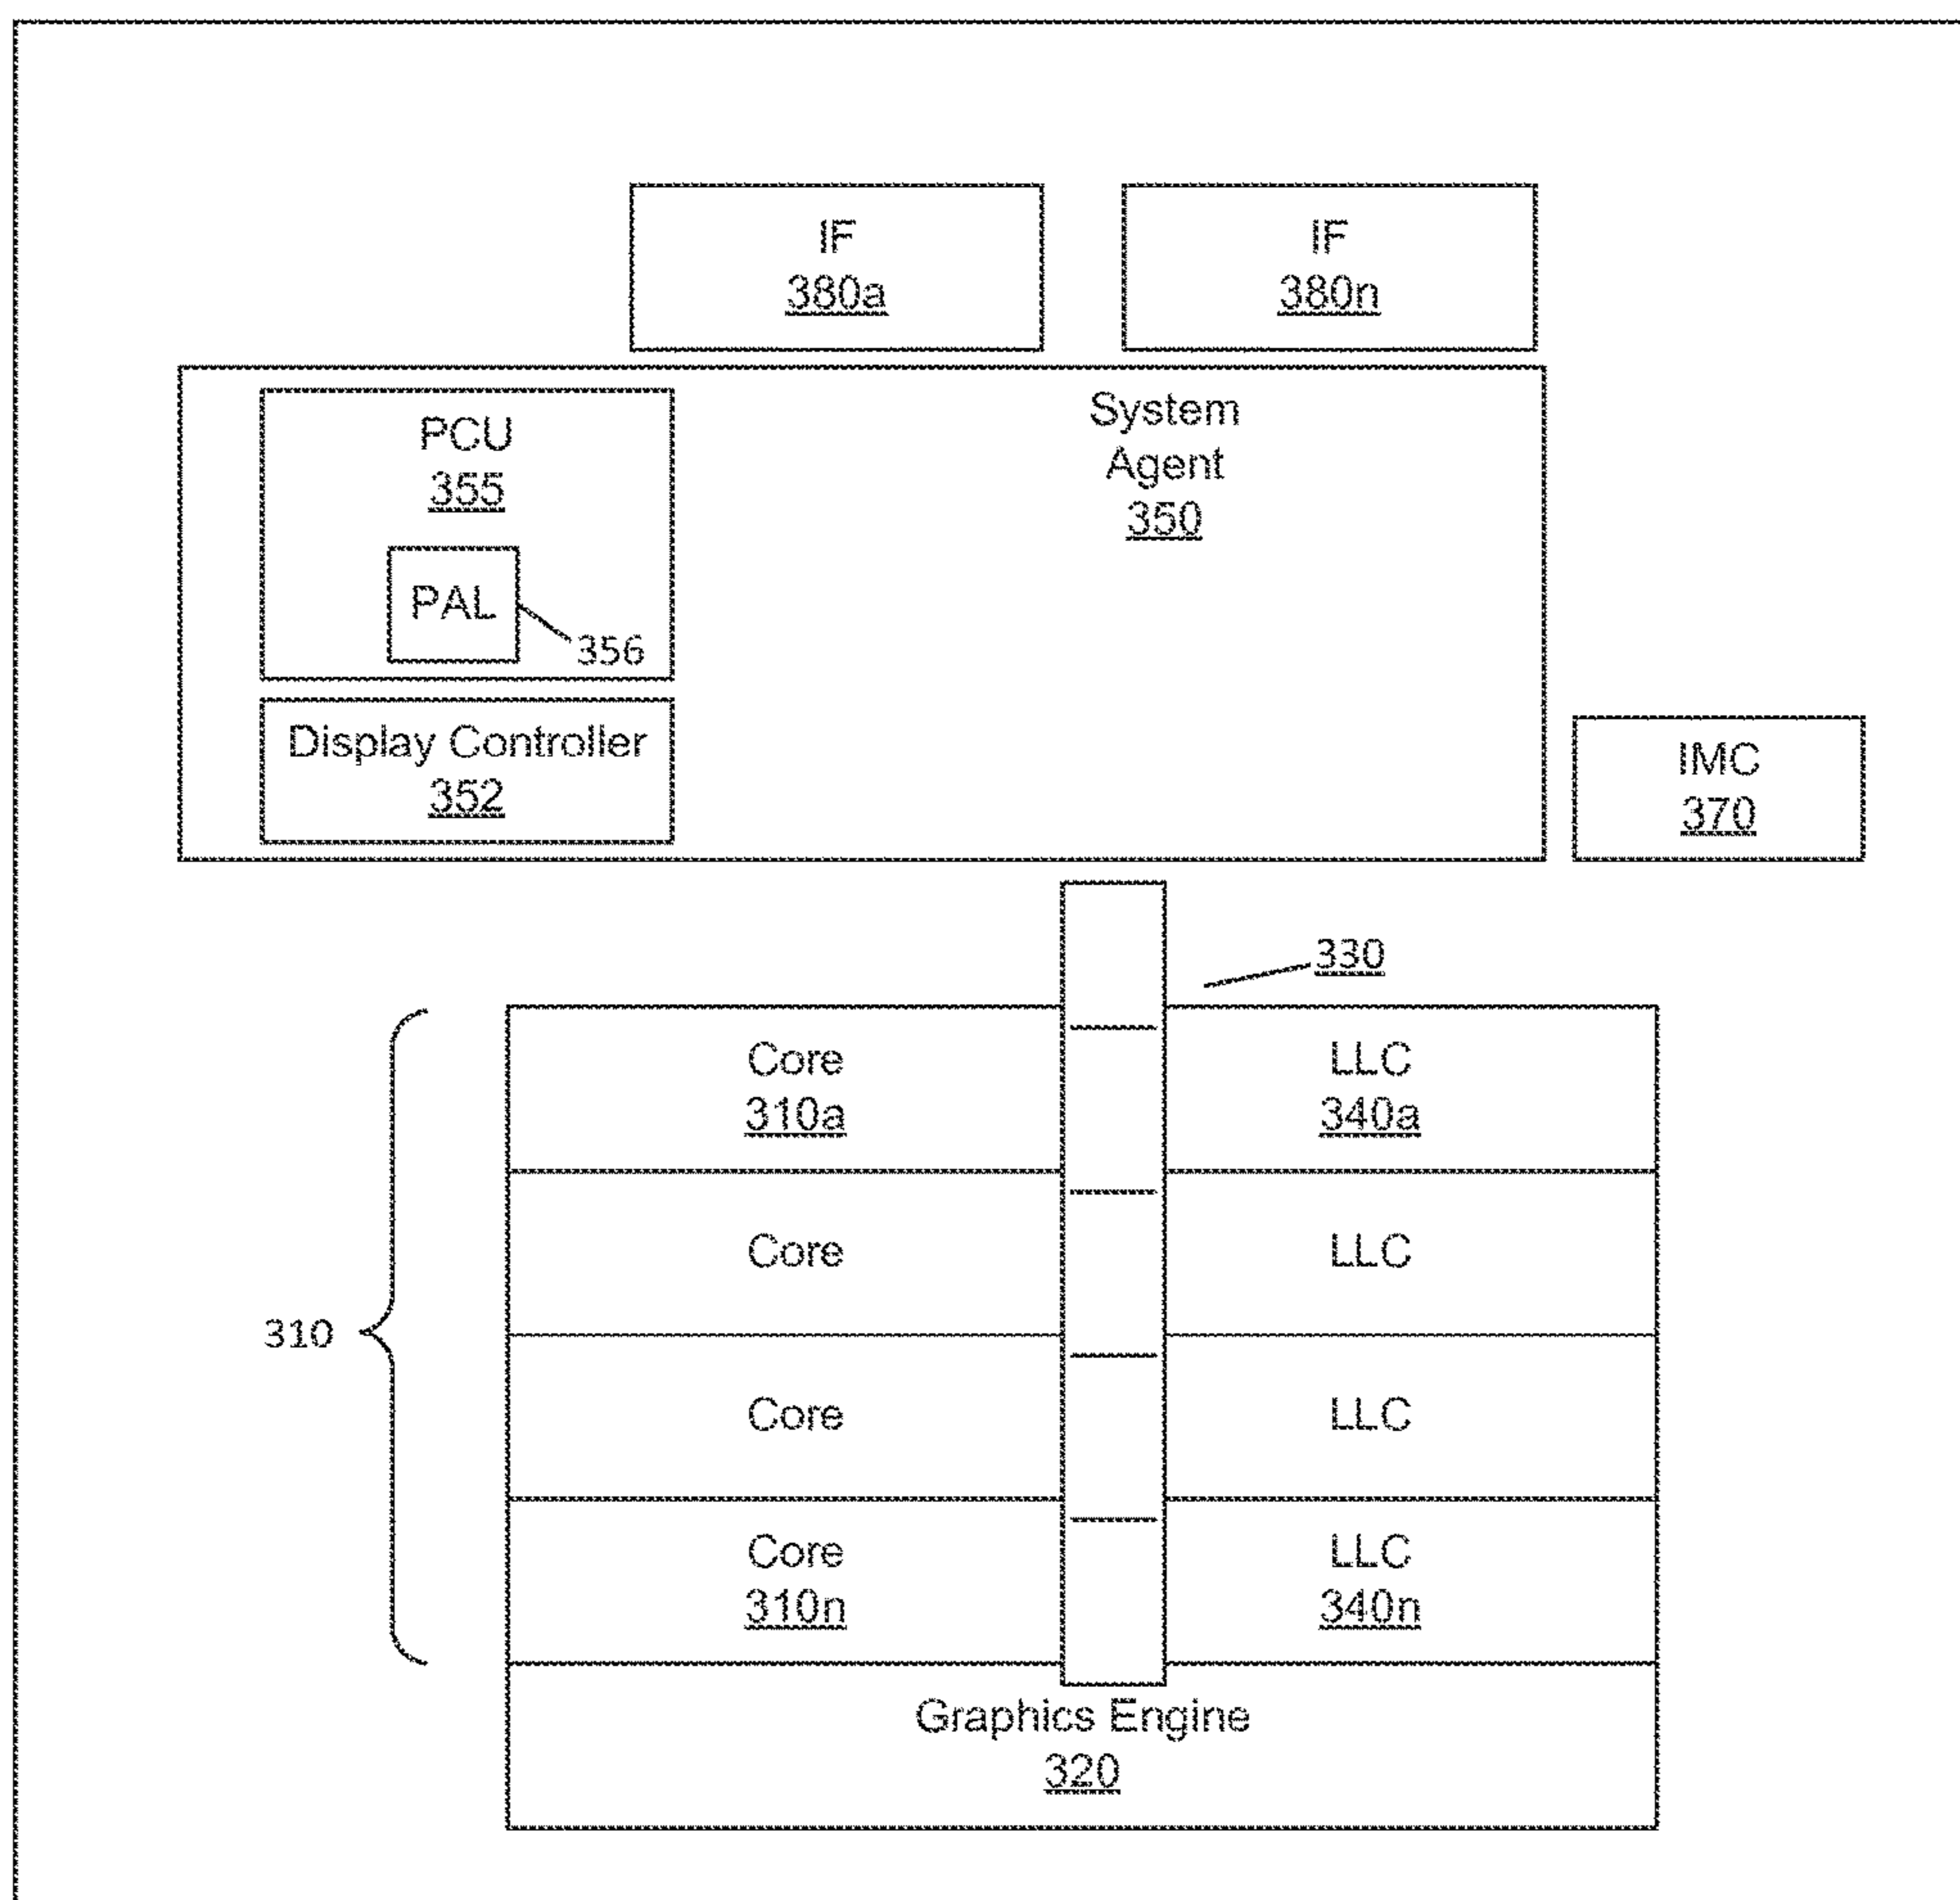 IF
380a
IF
380n
PCU
355
PAL
356
System
Agent
350
Display Controller
352
IMC
370
330
310
Core
310a
LLC
340a
Core
LLC
Core
LLC
Core
310n
LLC
340n
Graphics Engine
320